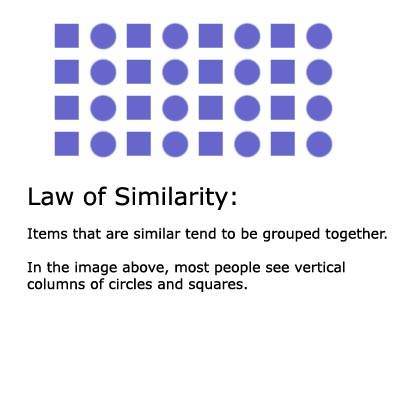 Law of Similarity:
Items that are similar tend to be grouped together.
In the image above, most people see vertical
columns of circles and squares.